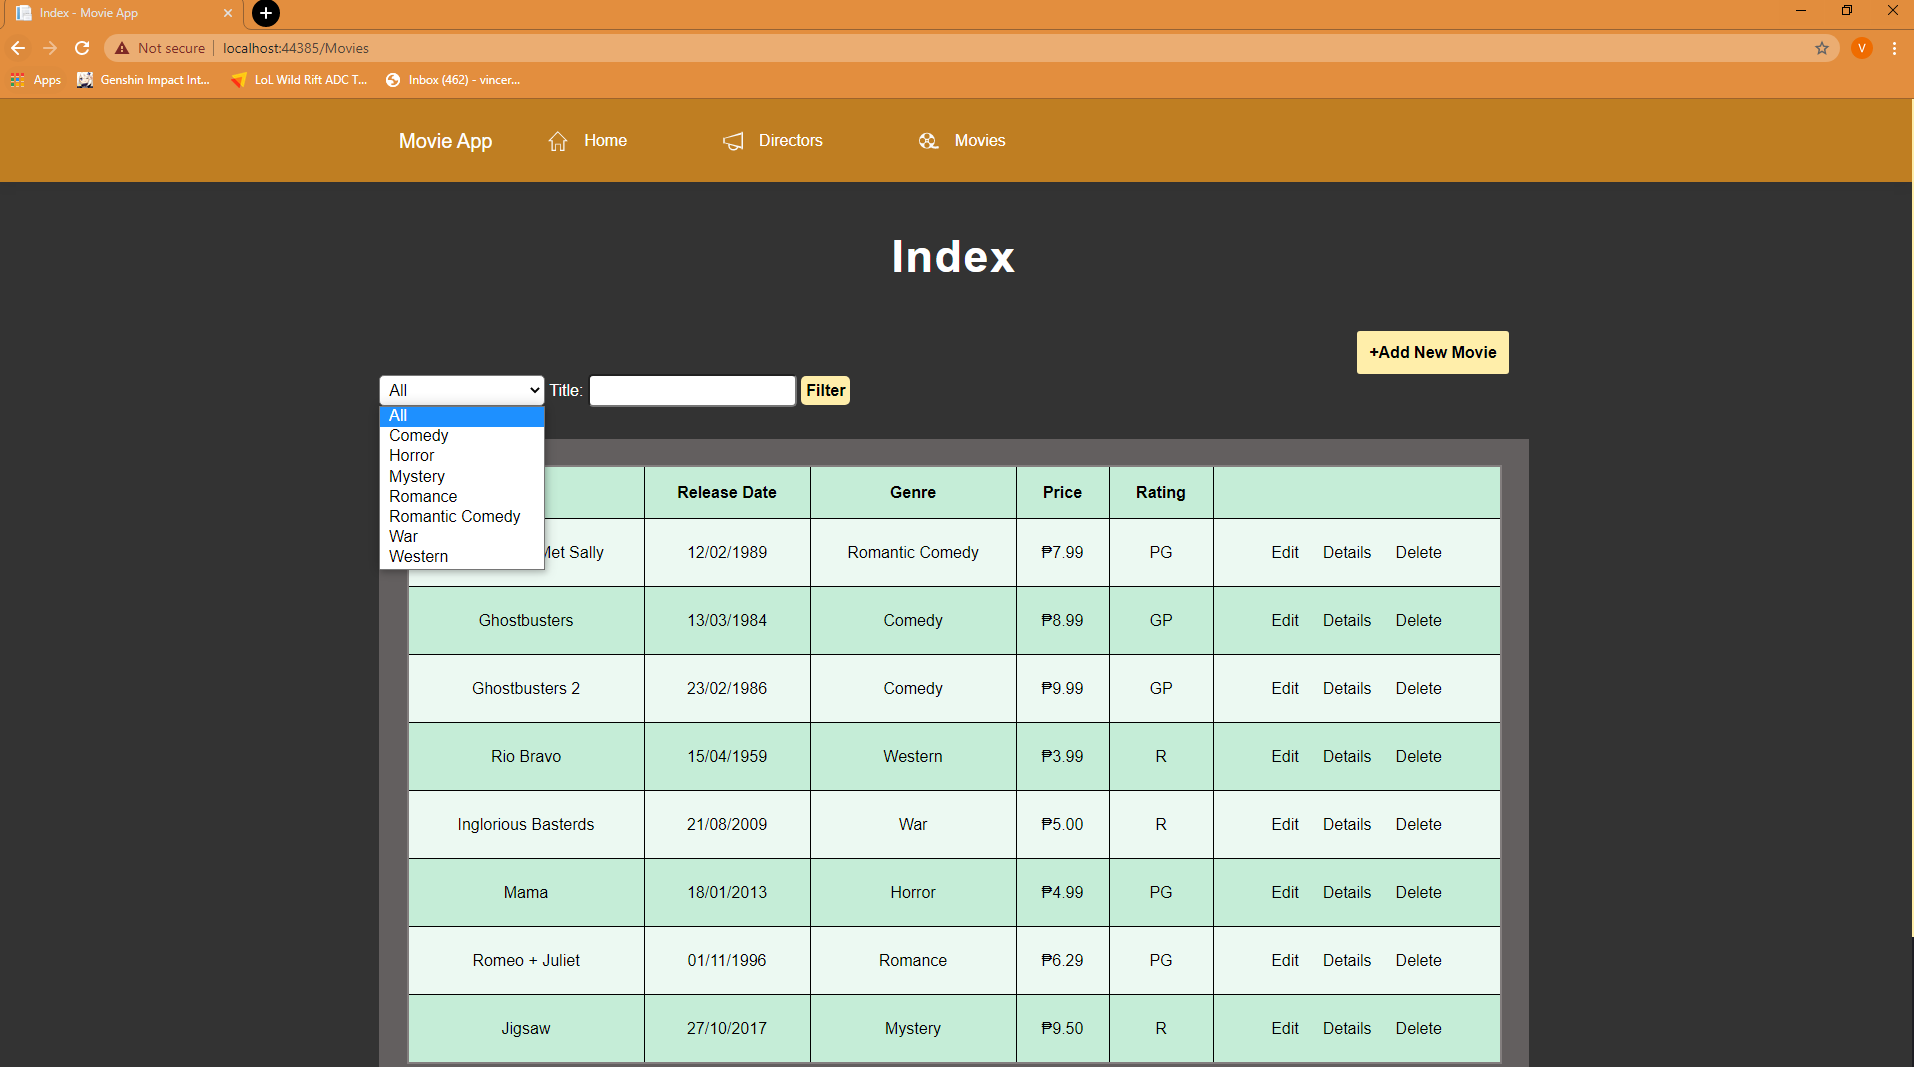 Index - Movie App
Not secure | localhost:44385/Movies
V
Apps Genshin Impact Int... LoL Wild Rift ADC T... Inbox (462) - vincer...
Movie App Home Directors Movies
Index
+Add New Movie
All Title: Filter
All
Comedy
Horror
Mystery
Romance
Romantic Comedy
War
Western
Release Date Genre Price Rating
Met Sally 12/02/1989 Romantic Comedy ₱7.99 PG Edit Details Delete
Ghostbusters 13/03/1984 Comedy ₱8.99 GP Edit Details Delete
Ghostbusters 2 23/02/1986 Comedy ₱9.99 GP Edit Details Delete
Rio Bravo 15/04/1959 Western ₱3.99 R Edit Details Delete
Inglorious Basterds 21/08/2009 War ₱5.00 R Edit Details Delete
Mama 18/01/2013 Horror ₱4.99 PG Edit Details Delete
Romeo + Juliet 01/11/1996 Romance ₱6.29 PG Edit Details Delete
Jigsaw 27/10/2017 Mystery ₱9.50 R Edit Details Delete